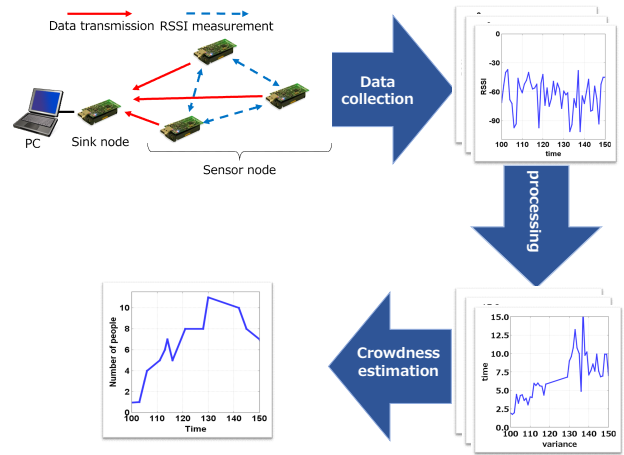 Data transmission RSSI measurement
PC
Sink node
Sensor node
Data
collection
0
-30
-60
-90
RSSI
100 110 120 130 140 150
time
processing
15.0
12.5
10.0
7.5
5.0
2.5
0.0
time
100 110 120 130 140 150
variance
Crowdness
estimation
10
8
6
4
2
0
Number of people
100 110 120 130 140 150
Time